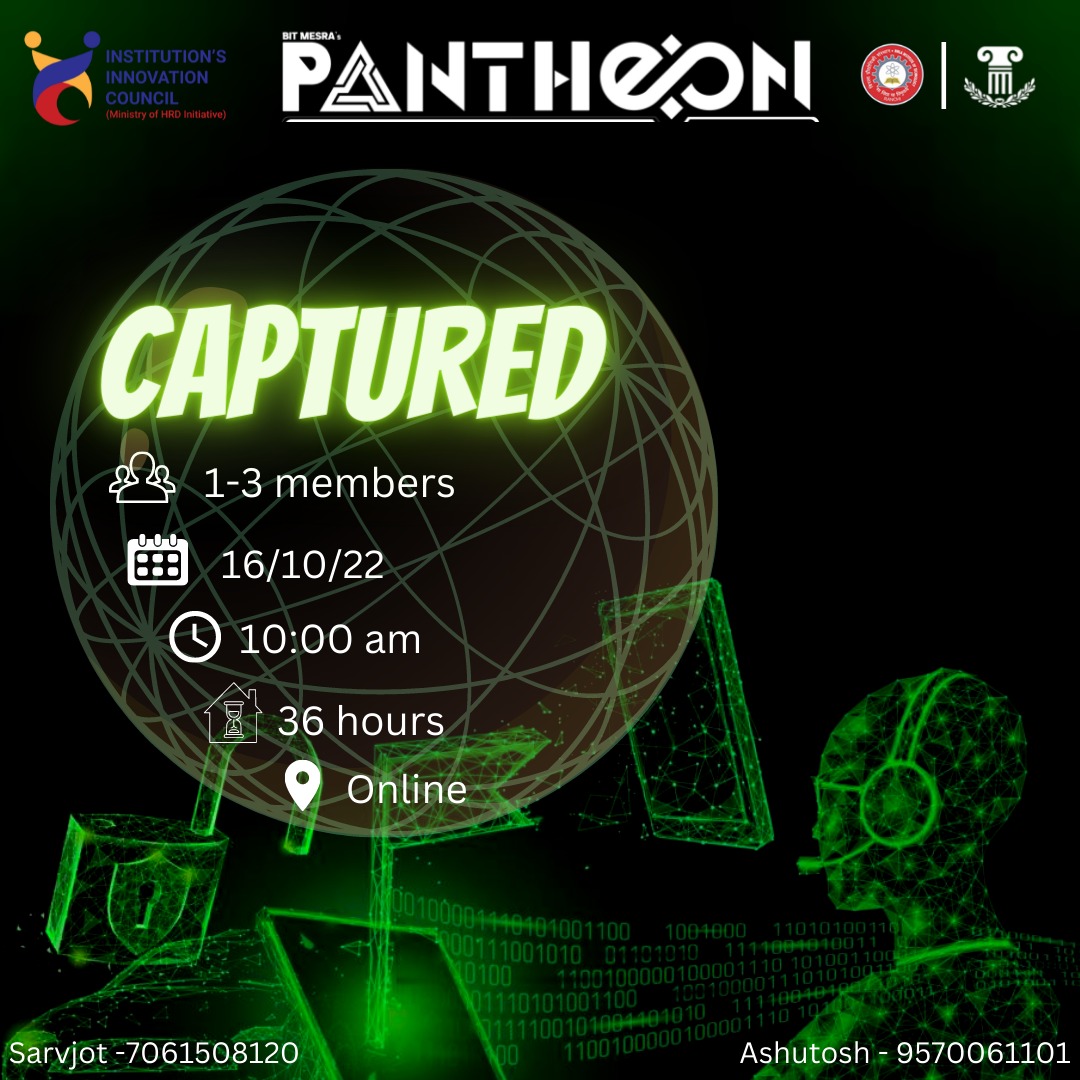 INSTITUTION'S
INNOVATION
COUNCIL
(Ministry of HRD Initiative)
BIT MESRA's
PANTHEON
CAPTURED
1-3 members
16/10/22
10:00 am
36 hours
Online
Sarvjot -7061508120
Ashutosh - 9570061101